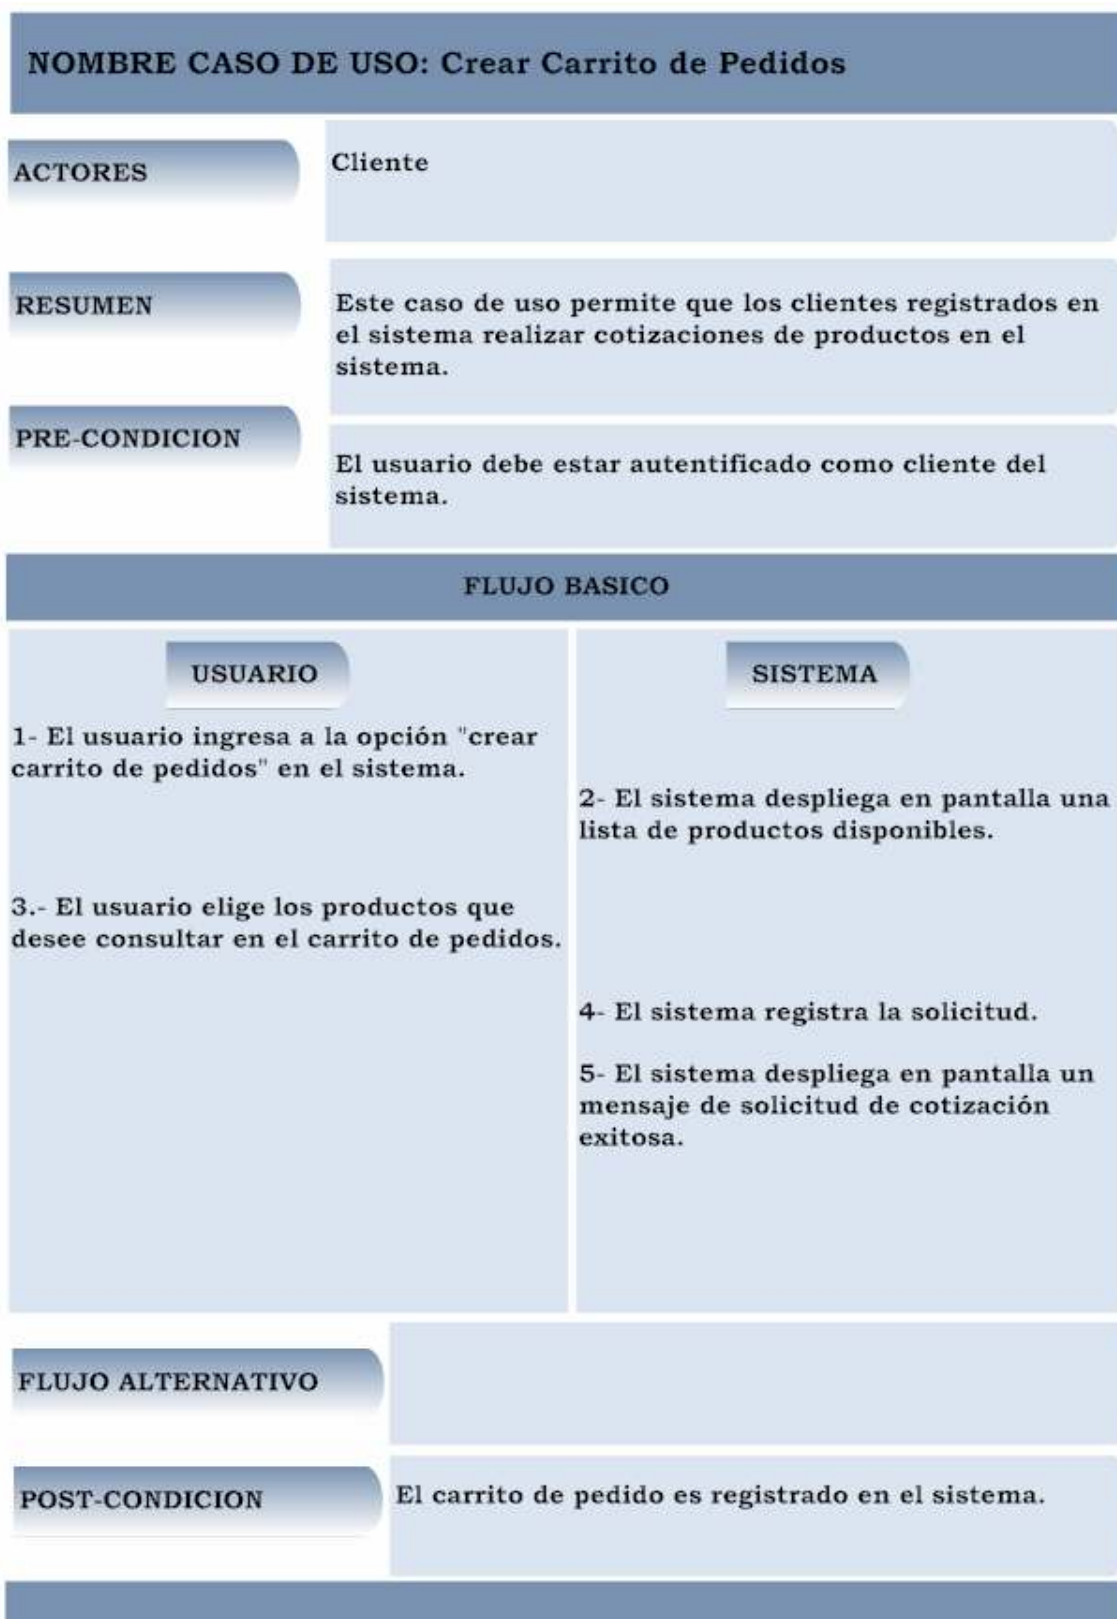 NOMBRE CASO DE USO: Crear Carrito de Pedidos
ACTORES
Cliente
RESUMEN
Este caso de uso permite que los clientes registrados en
el sistema realizar cotizaciones de productos en el
sistema.
PRE-CONDICION
El usuario debe estar autentificado como cliente del
sistema.
FLUJO BASICO
USUARIO
SISTEMA
1- El usuario ingresa a la opción "crear
carrito de pedidos" en el sistema.
2- El sistema despliega en pantalla una
lista de productos disponibles.
3.- El usuario elige los productos que
desee consultar en el carrito de pedidos.
4- El sistema registra la solicitud.
5- El sistema despliega en pantalla un
mensaje de solicitud de cotización
exitosa.
FLUJO ALTERNATIVO
POST-CONDICION
El carrito de pedido es registrado en el sistema.